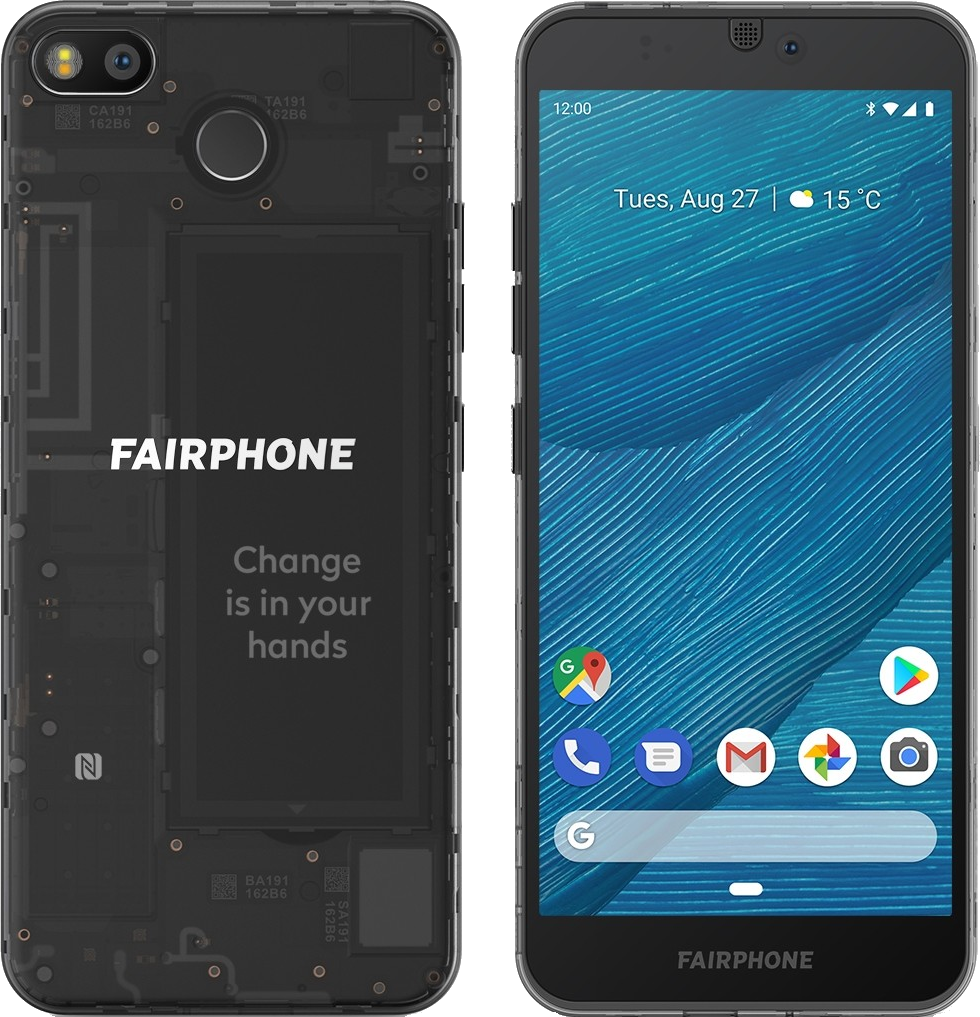 CA191
162B6
TA191
162B6
FAIRPHONE
Change
is in your
hands
BA191
162B6
SA191
162B6
12:00
Tues, Aug 27 | 15 °C
G
G
FAIRPHONE